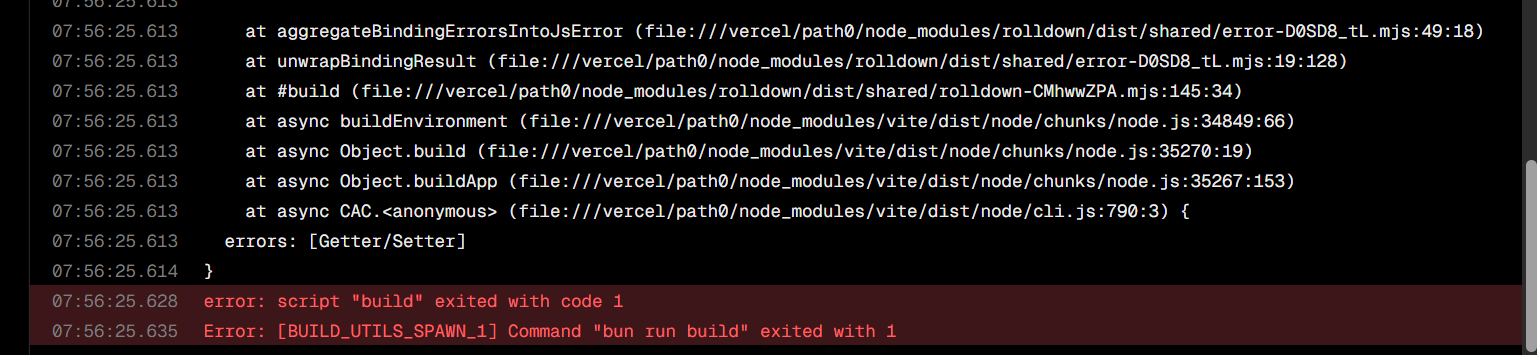 07:56:25.613
07:56:25.613 at aggregateBindingErrorsIntoJsError (file:///vercel/path0/node_modules/rolldown/dist/shared/error-D0SD8_tL.mjs:49:18)
07:56:25.613 at unwrapBindingResult (file:///vercel/path0/node_modules/rolldown/dist/shared/error-D0SD8_tL.mjs:19:128)
07:56:25.613 at #build (file:///vercel/path0/node_modules/rolldown/dist/shared/rolldown-CMhwwZPA.mjs:145:34)
07:56:25.613 at async buildEnvironment (file:///vercel/path0/node_modules/vite/dist/node/chunks/node.js:34849:66)
07:56:25.613 at async Object.build (file:///vercel/path0/node_modules/vite/dist/node/chunks/node.js:35270:19)
07:56:25.613 at async Object.buildApp (file:///vercel/path0/node_modules/vite/dist/node/chunks/node.js:35267:153)
07:56:25.613 at async CAC.<anonymous> (file:///vercel/path0/node_modules/vite/dist/node/cli.js:790:3) {
07:56:25.613 errors: [Getter/Setter]
07:56:25.614 }
07:56:25.628 error: script "build" exited with code 1
07:56:25.635 Error: [BUILD_UTILS_SPAWN_1] Command "bun run build" exited with 1